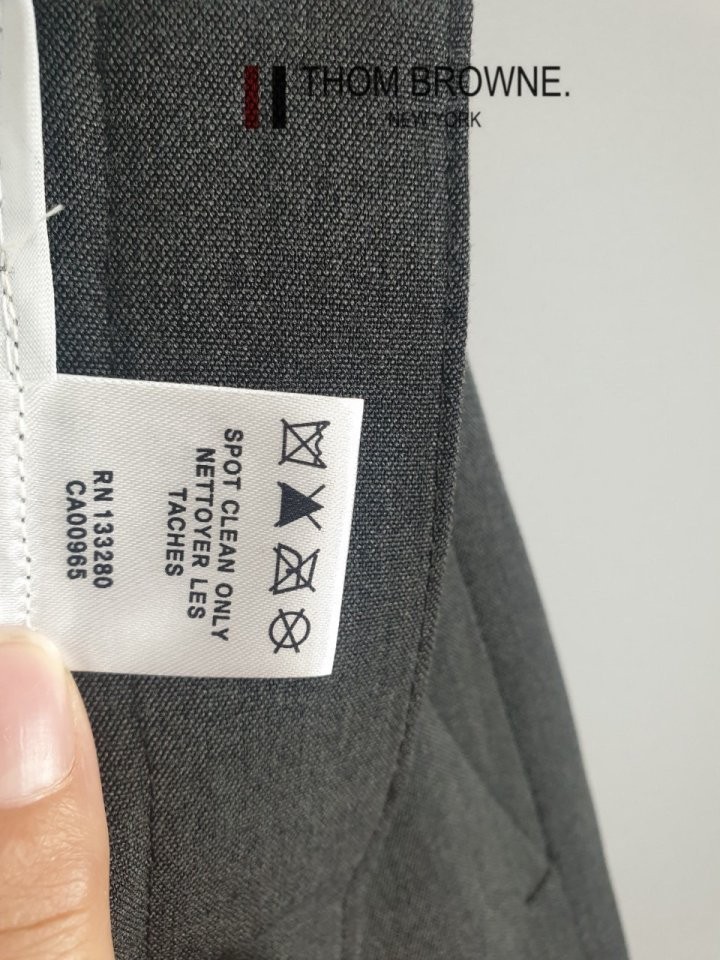 THOM BROWNE.
NEW YORK
SPOT CLEAN ONLY
NETTOYER LES
TACHES
RN 133280
CA00965